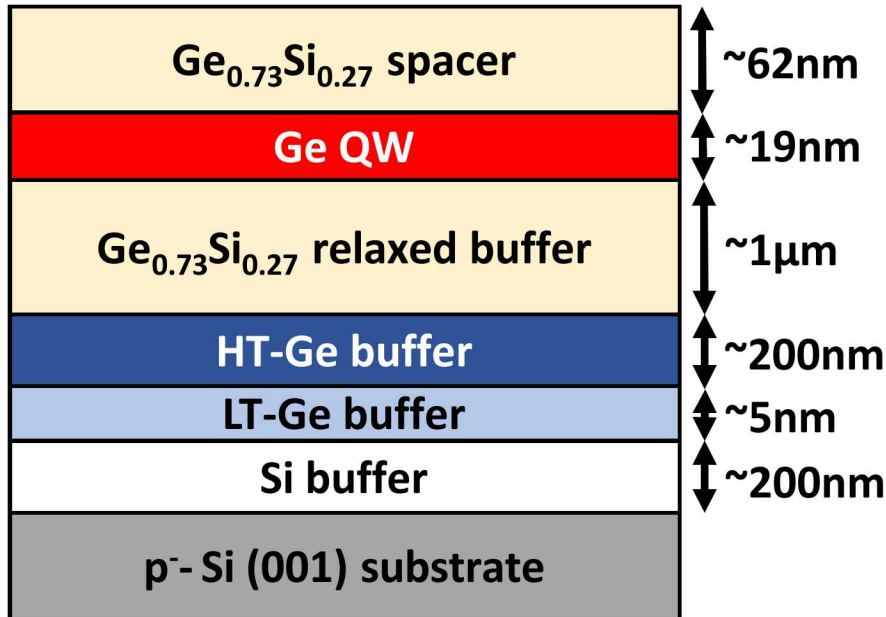 Ge₀.₇₃Si₀.₂₇ spacer
~62nm
Ge QW
~19nm
Ge₀.₇₃Si₀.₂₇ relaxed buffer
~1µm
HT-Ge buffer
~200nm
LT-Ge buffer
~5nm
Si buffer
~200nm
p⁻- Si (001) substrate